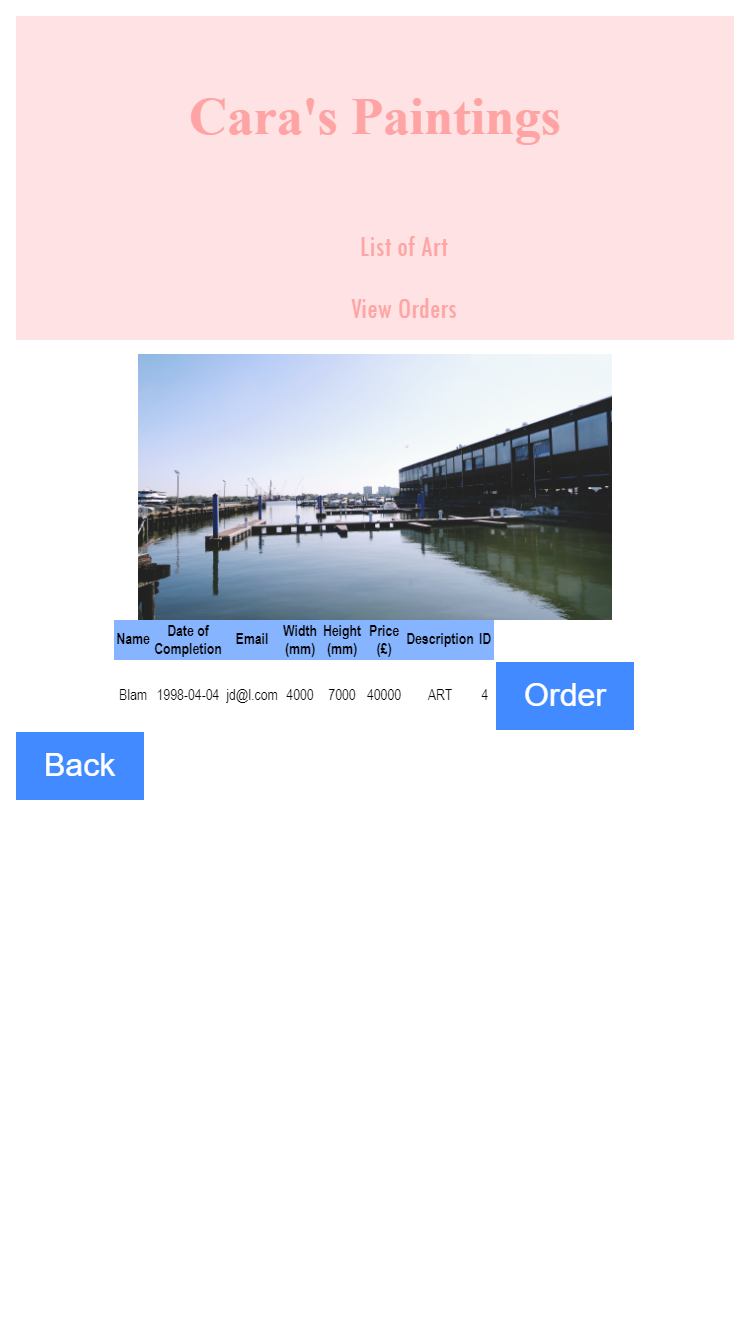 Cara's Paintings
List of Art
View Orders
Name Date of Completion Email Width (mm) Height (mm) Price (£) Description ID
Blam 1998-04-04 jd@l.com 4000 7000 40000 ART 4 Order
Back